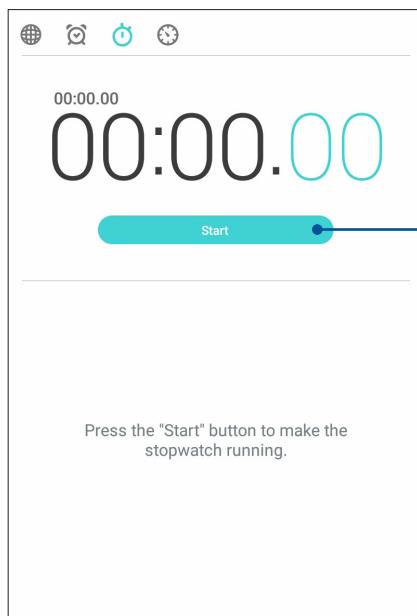 00:00.00
00:00.00
Start
Press the "Start" button to make the
stopwatch running.